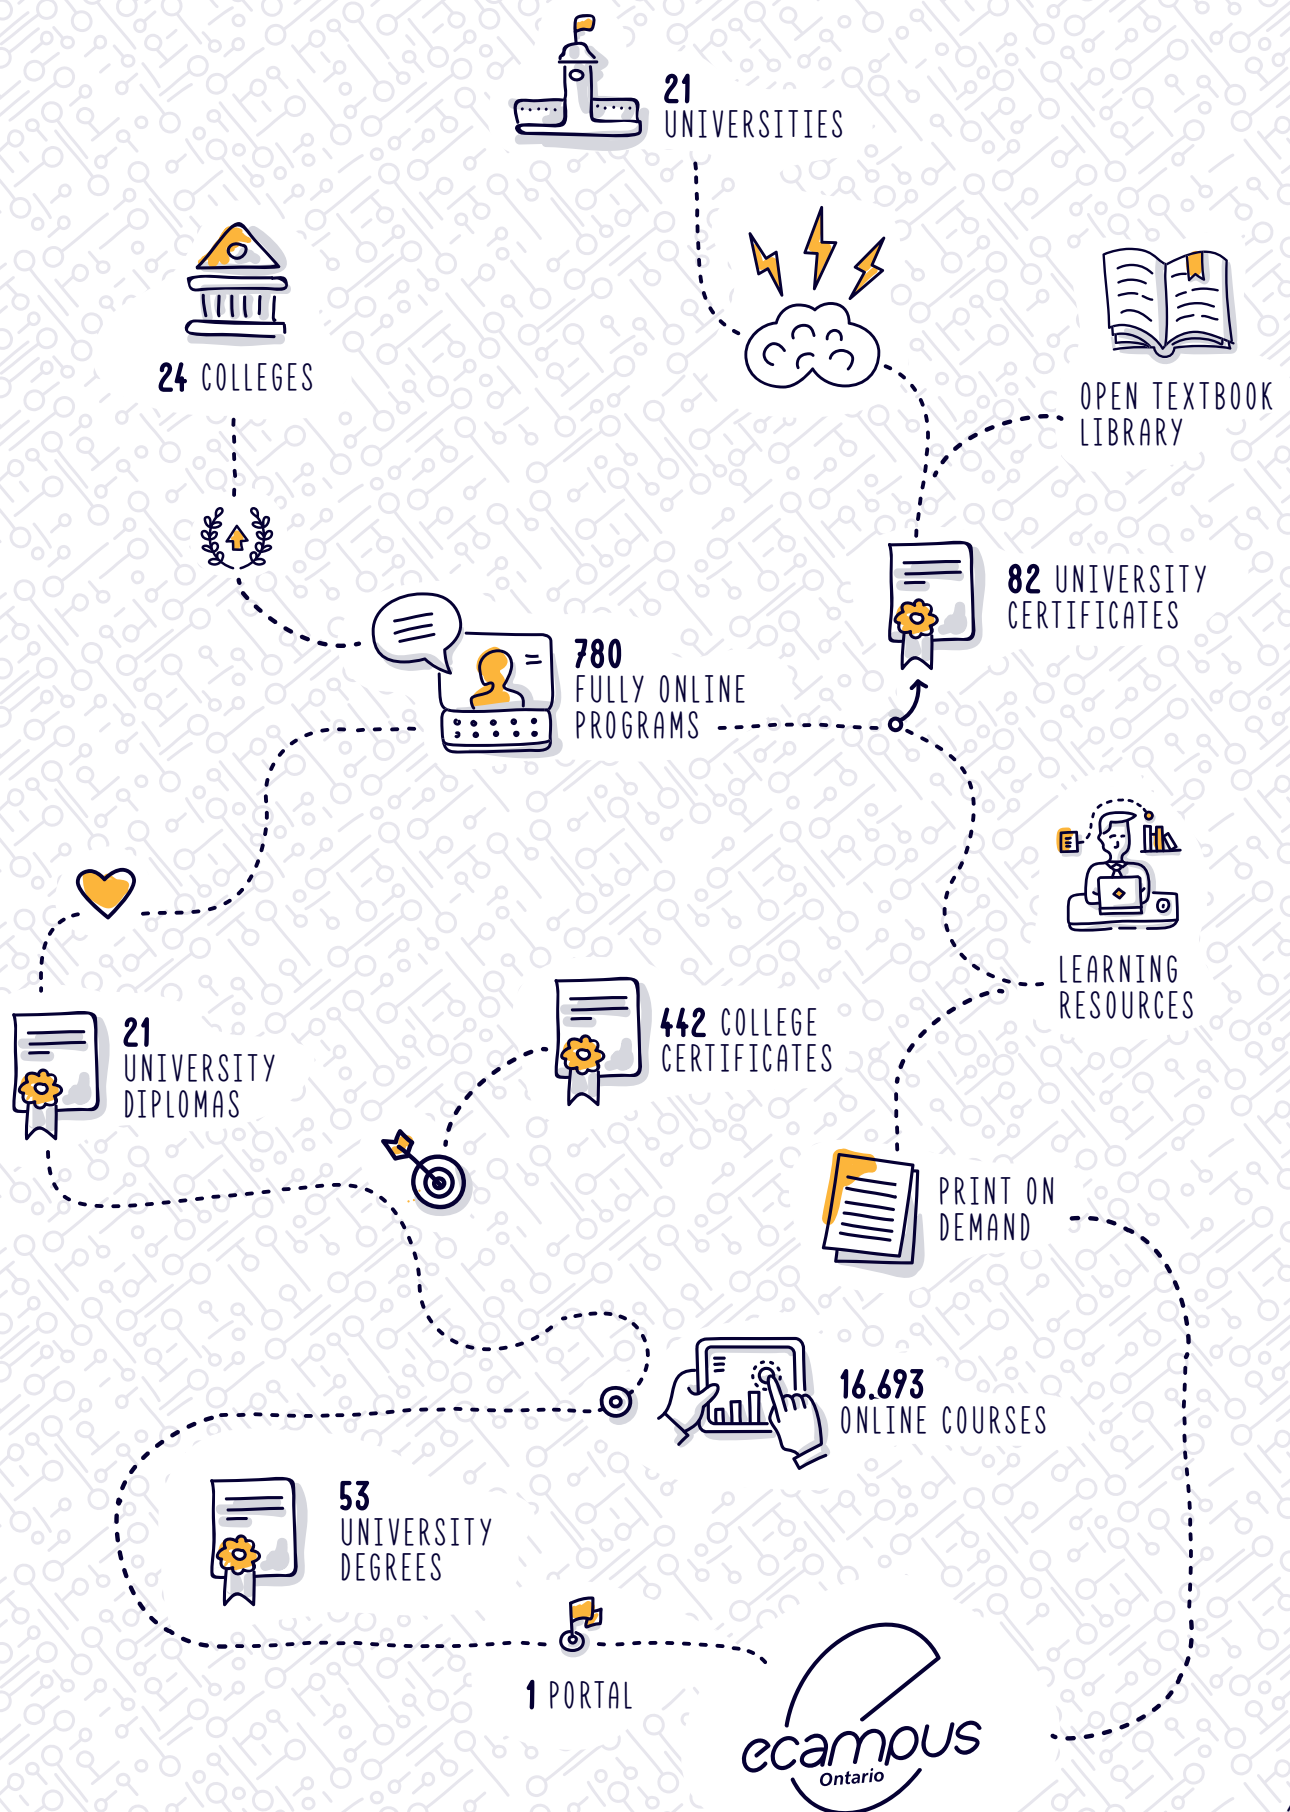 21
UNIVERSITIES
24 COLLEGES
OPEN TEXTBOOK
LIBRARY
82 UNIVERSITY
CERTIFICATES
780
FULLY ONLINE
PROGRAMS
LEARNING
RESOURCES
21
UNIVERSITY
DIPLOMAS
442 COLLEGE
CERTIFICATES
PRINT ON
DEMAND
16.693
ONLINE COURSES
53
UNIVERSITY
DEGREES
1 PORTAL
ecampus
Ontario